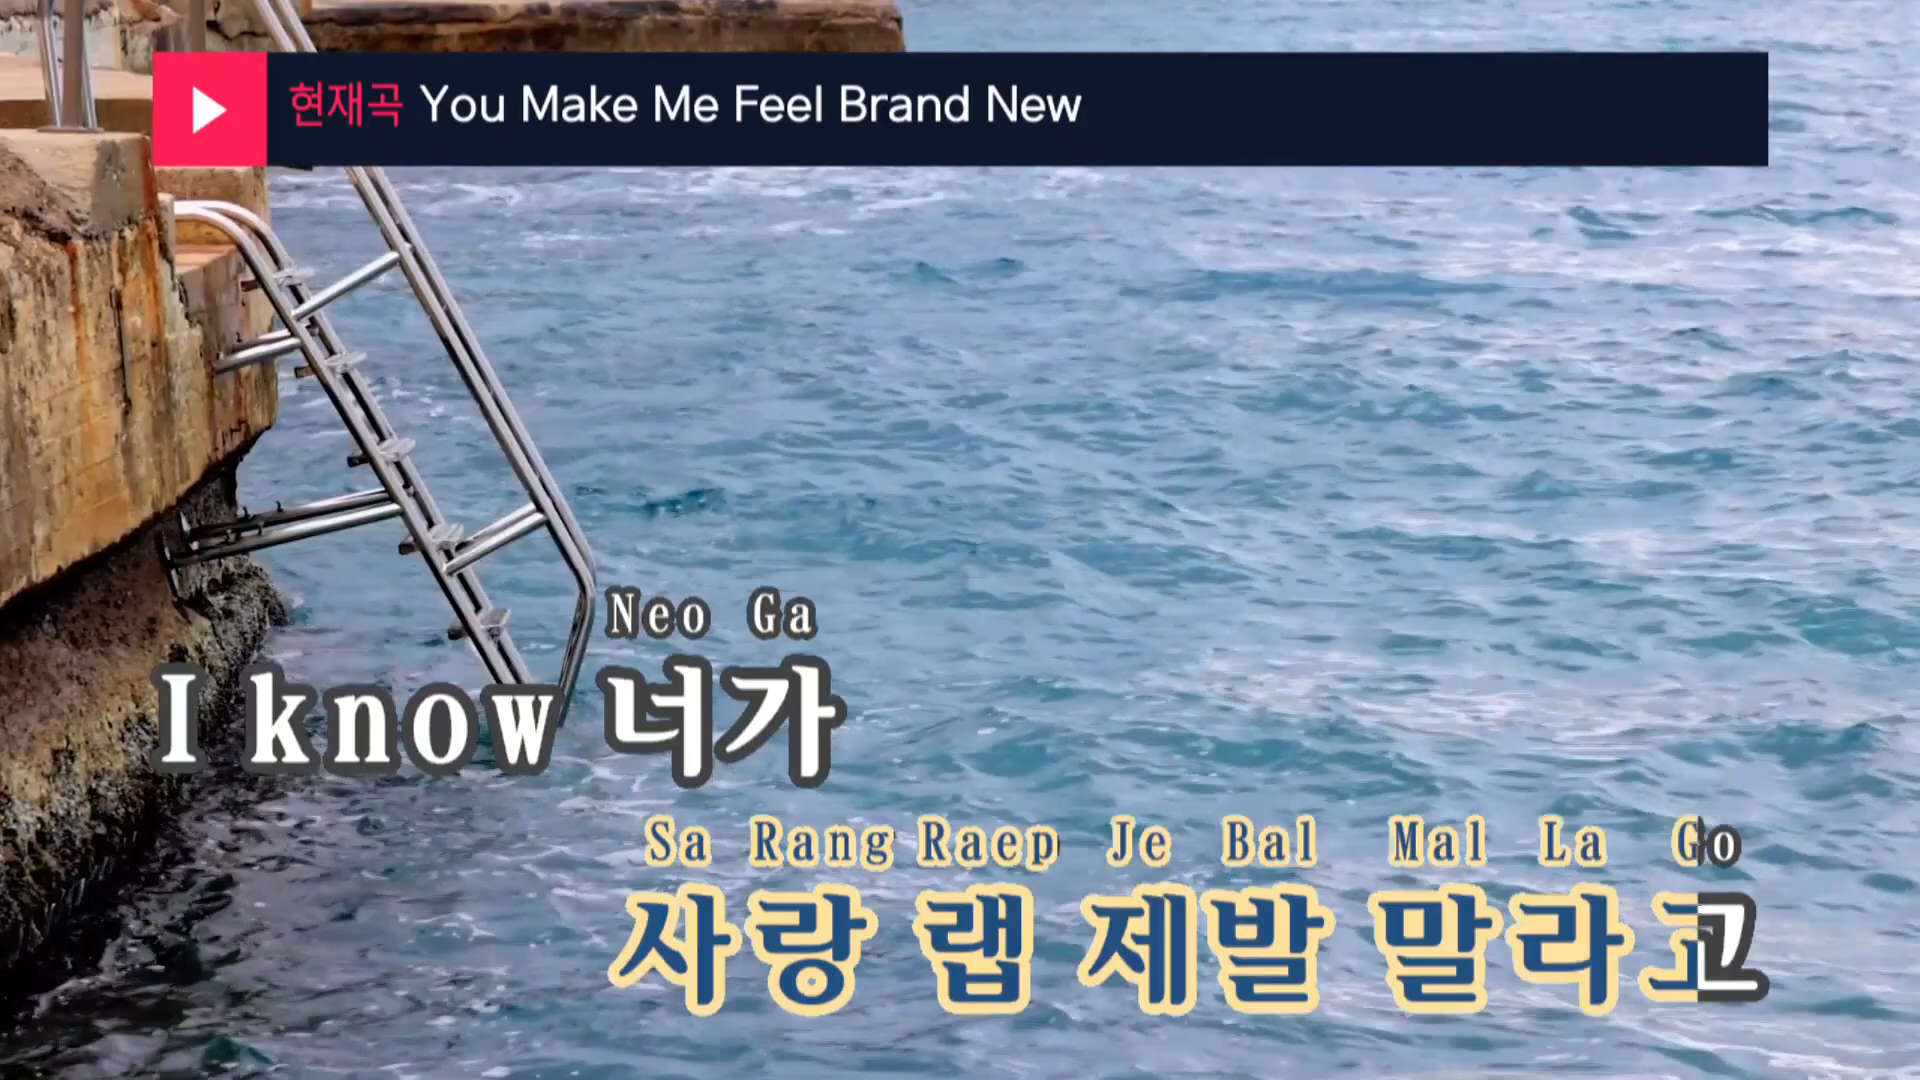 현재곡 You Make Me Feel Brand New
Neo Ga
I know 너가
Sa Rang Raep Je Bal Mal La Go
사랑 랩 제발 말라고